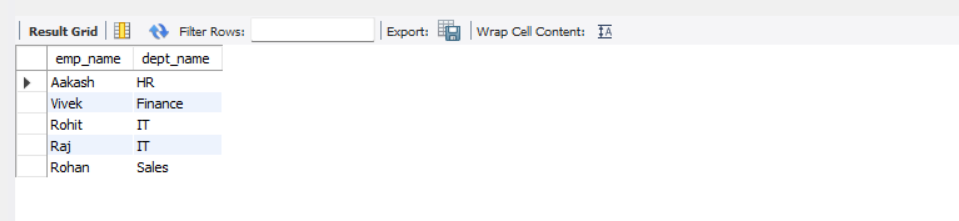 Result Grid Filter Rows: Export: Wrap Cell Content: IA
emp_name dept_name
Aakash HR
Vivek Finance
Rohit IT
Raj IT
Rohan Sales